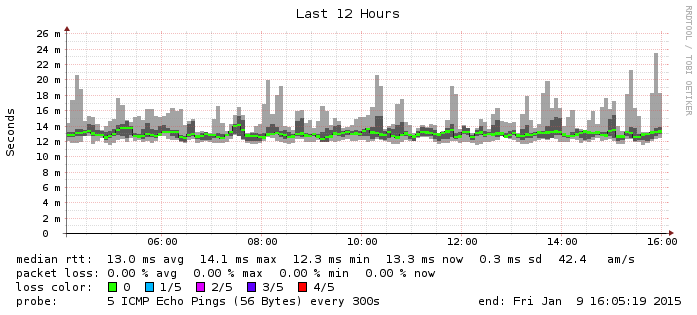 Last 12 Hours
RRDTOOL / TOBI OETIKER
Seconds
26 m
24 m
22 m
20 m
18 m
16 m
14 m
12 m
10 m
8 m
6 m
4 m
2 m
0
06:00 08:00 10:00 12:00 14:00 16:00
median rtt: 13.0 ms avg 14.1 ms max 12.3 ms min 13.3 ms now 0.3 ms sd 42.4 am/s
packet loss: 0.00 % avg 0.00 % max 0.00 % min 0.00 % now
loss color: 0 1/5 2/5 3/5 4/5
probe: 5 ICMP Echo Pings (56 Bytes) every 300s end: Fri Jan 9 16:05:19 2015